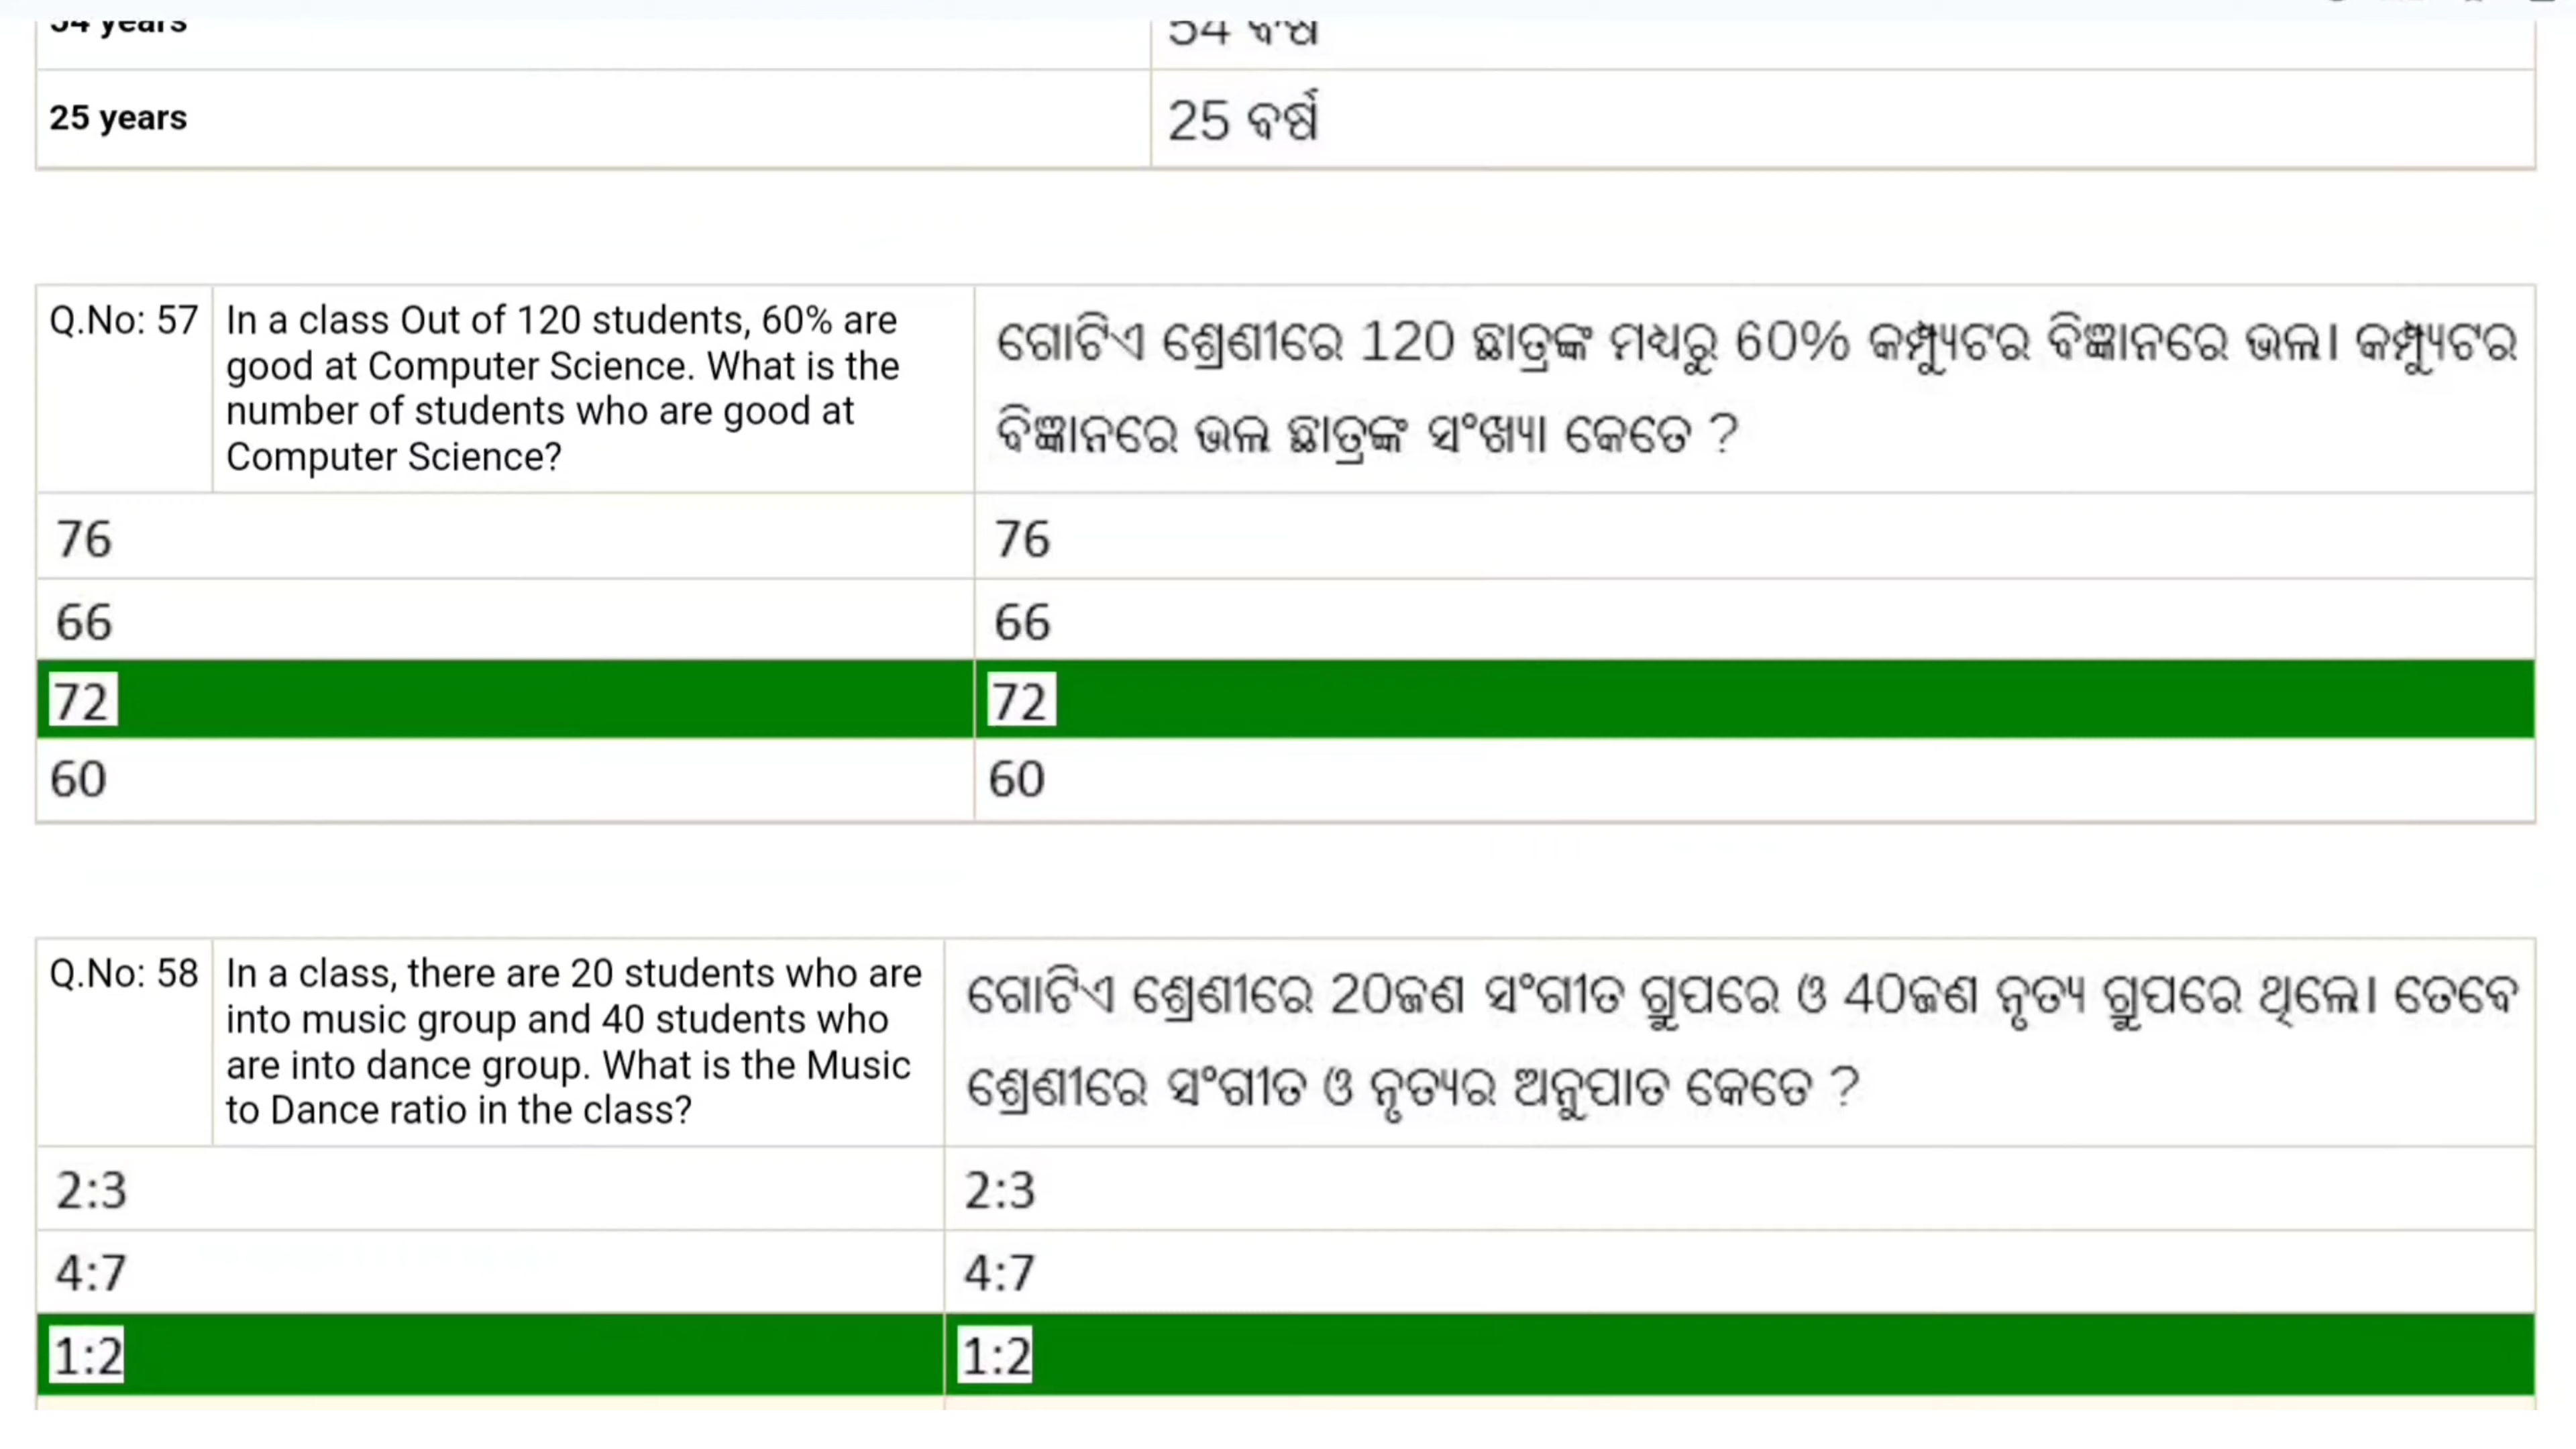 54 years
54 ବର୍ଷ
25 years
25 ବର୍ଷ
Q.No: 57
In a class Out of 120 students, 60% are
good at Computer Science. What is the
number of students who are good at
Computer Science?
ଗୋଟିଏ ଶ୍ରେଣୀରେ 120 ଛାତ୍ରଙ୍କ ମଧ୍ଯରୁ 60% କମ୍ପ୍ୟୁଟର ବିଜ୍ଞାନରେ ଭଲ। କମ୍ପ୍ୟୁଟର
ବିଜ୍ଞାନରେ ଭଲ ଛାତ୍ରଙ୍କ ସଂଖ୍ୟା କେତେ ?
76
76
66
66
72
72
60
60
Q.No: 58
In a class, there are 20 students who are
into music group and 40 students who
are into dance group. What is the Music
to Dance ratio in the class?
ଗୋଟିଏ ଶ୍ରେଣୀରେ 20ଜଣ ସଂଗୀତ ଗ୍ରୁପରେ ଓ 40ଜଣ ନୃତ୍ୟ ଗ୍ରୁପରେ ଥିଲେ। ତେବେ
ଶ୍ରେଣୀରେ ସଂଗୀତ ଓ ନୃତ୍ୟର ଅନୁପାତ କେତେ ?
2:3
2:3
4:7
4:7
1:2
1:2